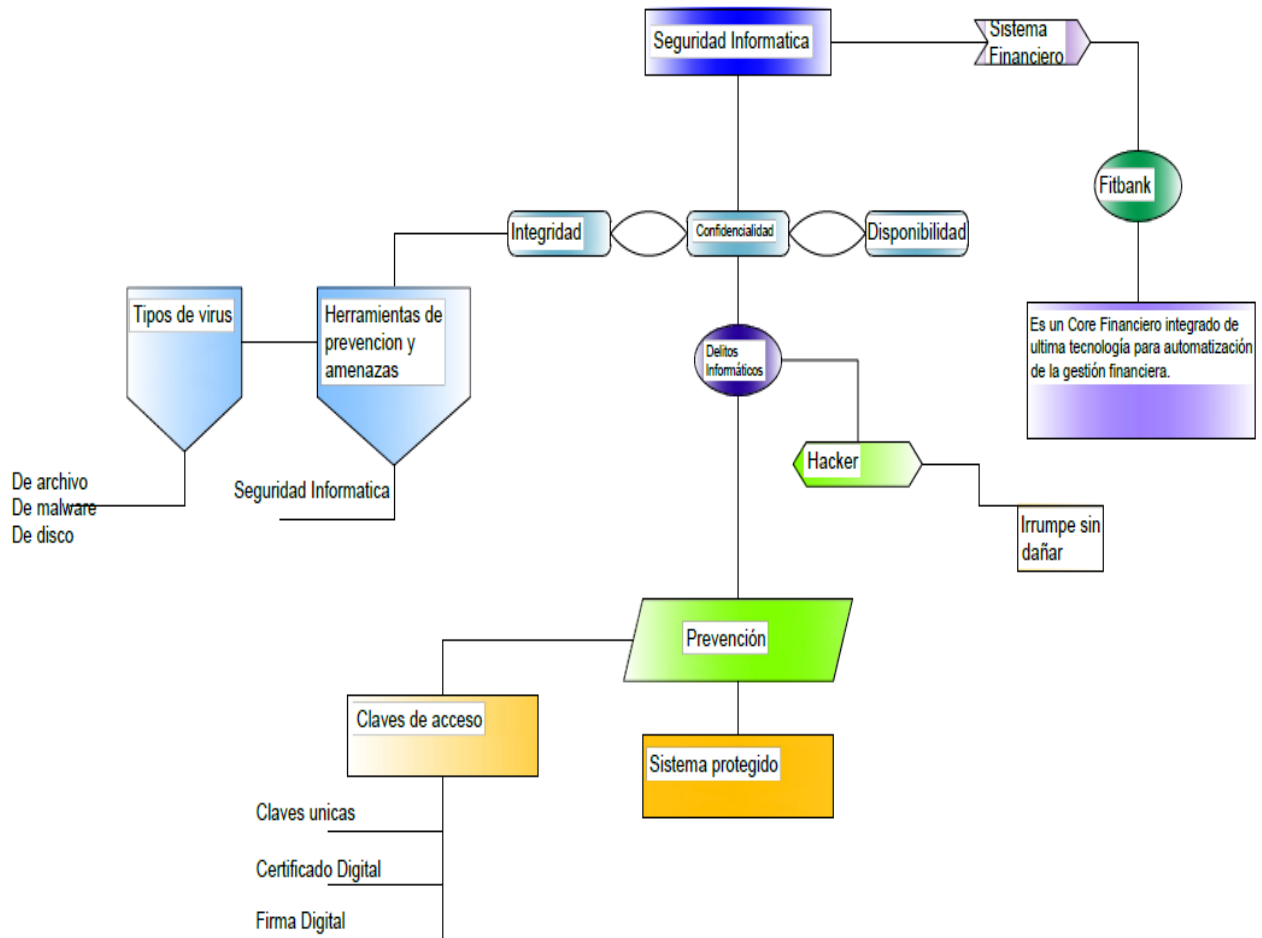 Seguridad Informatica
Sistema
Financiero
Fitbank
Integridad
Confidencialidad
Disponibilidad
Tipos de virus
Herramientas de
prevencion y
amenazas
Es un Core Financiero integrado de
ultima tecnología para automatización
de la gestión financiera.
Delitos
Informáticos
Hacker
De archivo
De malware
De disco
Seguridad Informatica
Irrumpe sin
dañar
Prevención
Claves de acceso
Sistema protegido
Claves unicas
Certificado Digital
Firma Digital